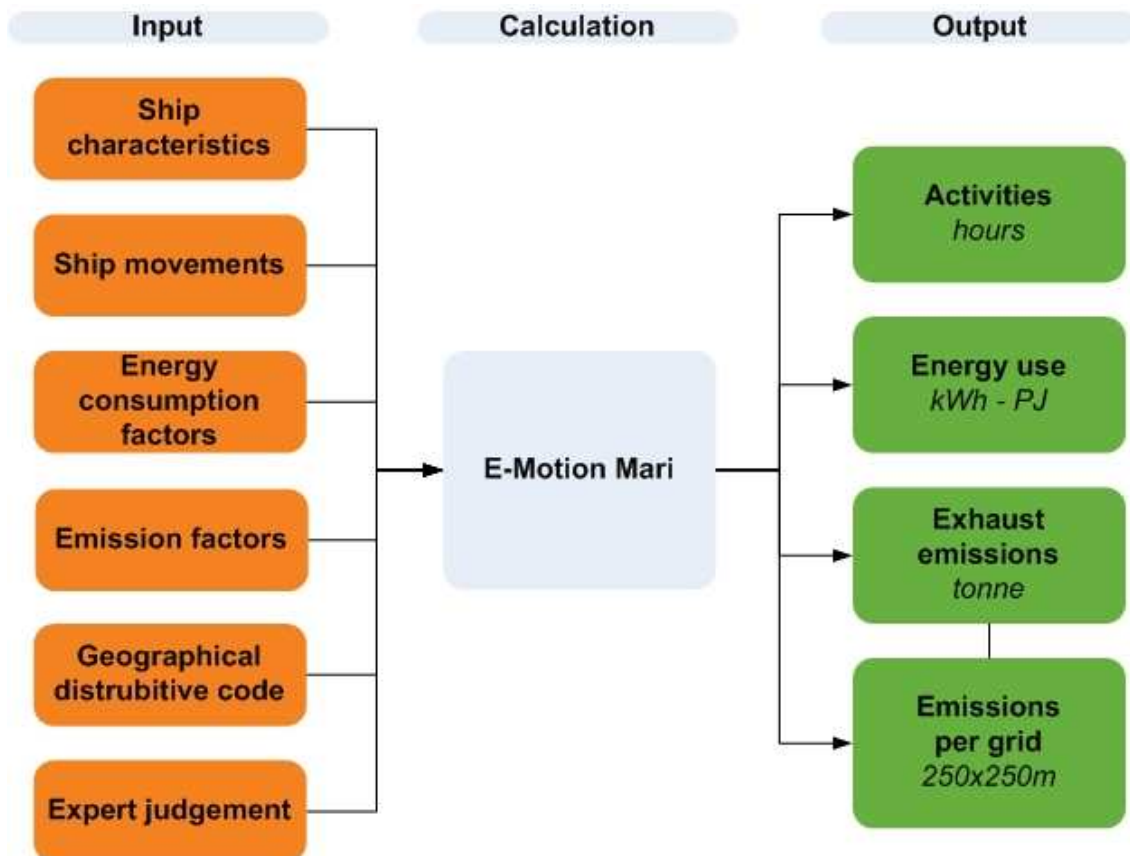 Input
Calculation
Output
Ship
characteristics
Ship movements
Energy
consumption
factors
Emission factors
Geographical
distrubitive code
Expert judgement
E-Motion Mari
Activities
hours
Energy use
kWh - PJ
Exhaust
emissions
tonne
Emissions
per grid
250x250m